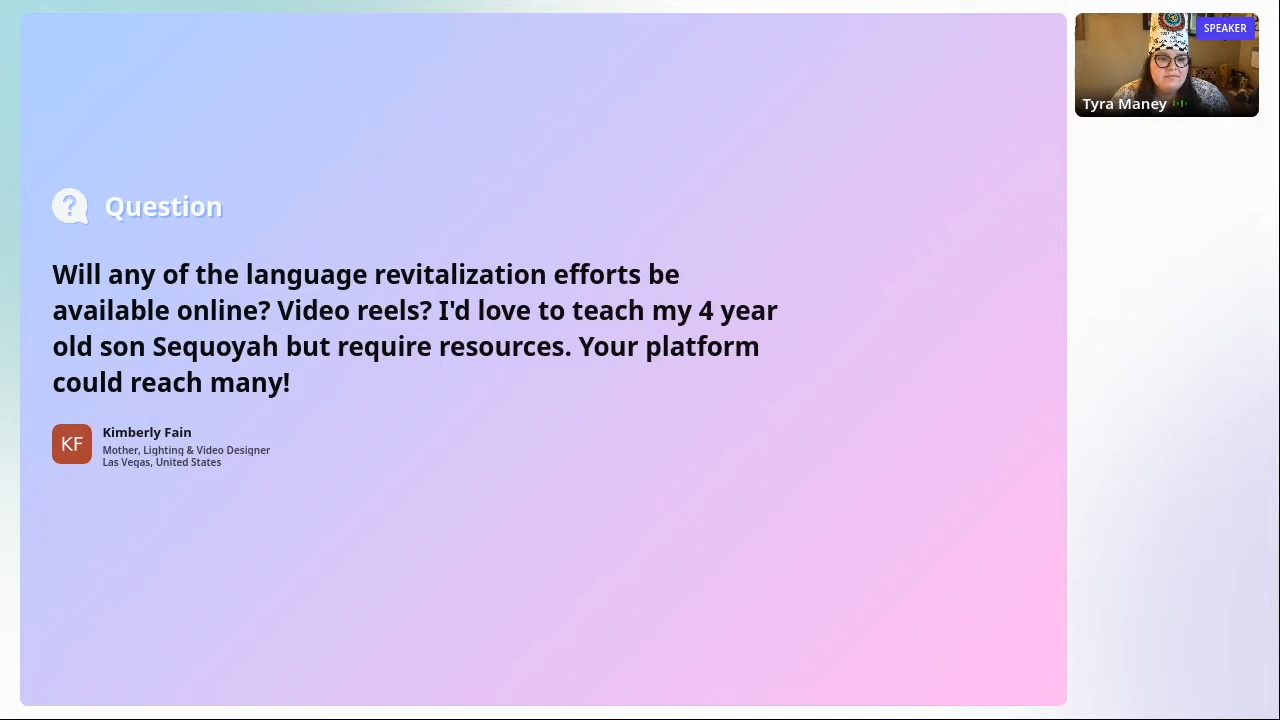 SPEAKER
Tyra Maney
Question
Will any of the language revitalization efforts be
available online? Video reels? I'd love to teach my 4 year
old son Sequoyah but require resources. Your platform
could reach many!
KF
Kimberly Fain
Mother, Lighting & Video Designer
Las Vegas, United States